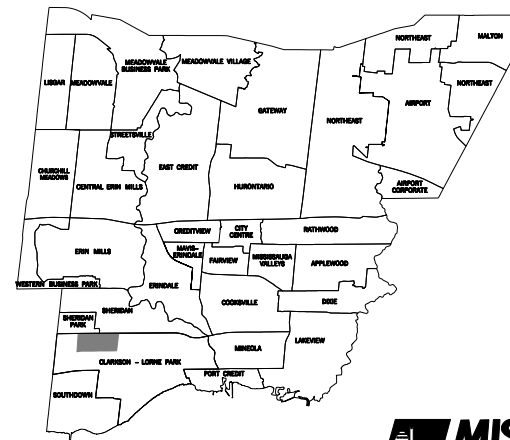 NORTHEAST
MALTON
MEADOWVALE
BUSINESS PARK
MEADOWVALE VILLAGE
LISGAR
MEADOWVALE
NORTHEAST
AIRPORT
GATEWAY
NORTHEAST
STREETSVILLE
EAST CREDIT
CHURCHILL
MEADOWS
CENTRAL ERIN MILLS
HURONTARIO
AIRPORT
CORPORATE
CREDITVIEW
CITY
CENTRE
RATHWOOD
ERIN MILLS
MAVIS-
ERINDALE
FAIRVIEW
MISSISSAUGA
VALLEYS
APPLEWOOD
WESTERN BUSINESS PARK
ERINDALE
COOKSVILLE
DIXIE
SHERIDAN
SHERIDAN
PARK
LAKEVIEW
MINEOLA
CLARKSON - LORNE PARK
PORT CREDIT
SOUTHDOWN